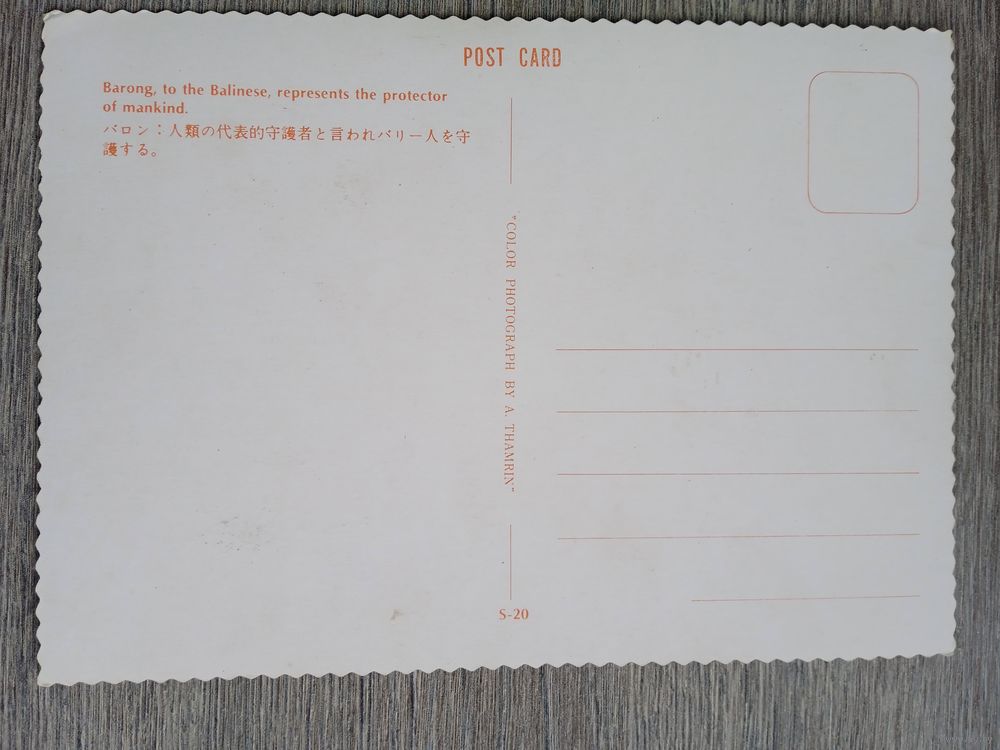 POST CARD
Barong, to the Balinese, represents the protector
of mankind.
バロン：人類の代表的守護者と言われバリー人を守
護する。
"COLOR PHOTOGRAPH BY A. THAMRIN"
S-20